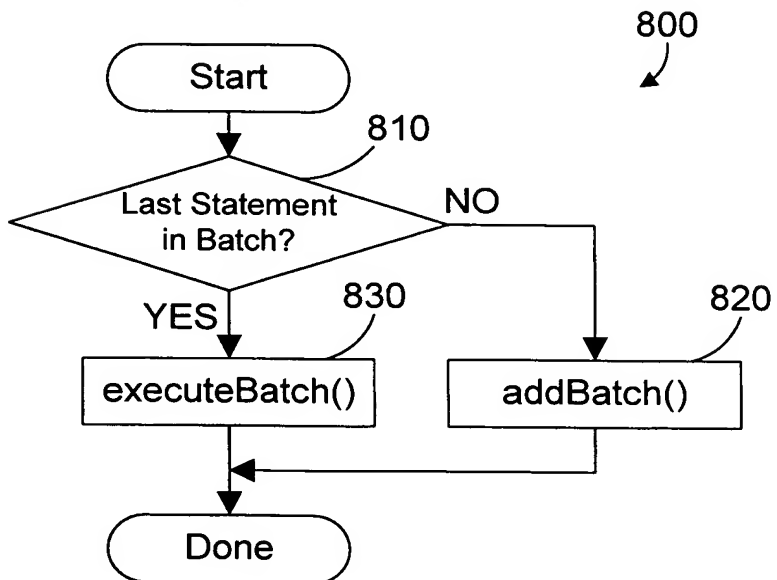 800
Start
810
Last Statement
in Batch?
NO
YES
830
820
executeBatch()
addBatch()
Done